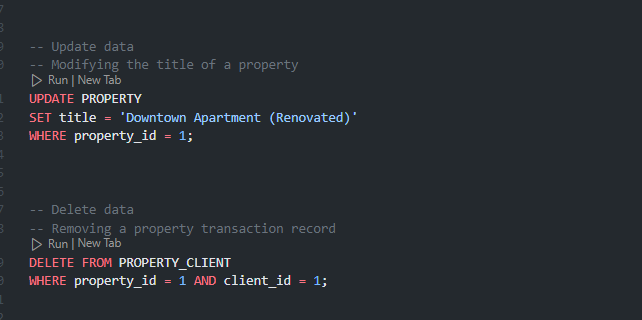 -- Update data
-- Modifying the title of a property
Run | New Tab
UPDATE PROPERTY
SET title = 'Downtown Apartment (Renovated)'
WHERE property_id = 1;
-- Delete data
-- Removing a property transaction record
Run | New Tab
DELETE FROM PROPERTY_CLIENT
WHERE property_id = 1 AND client_id = 1;